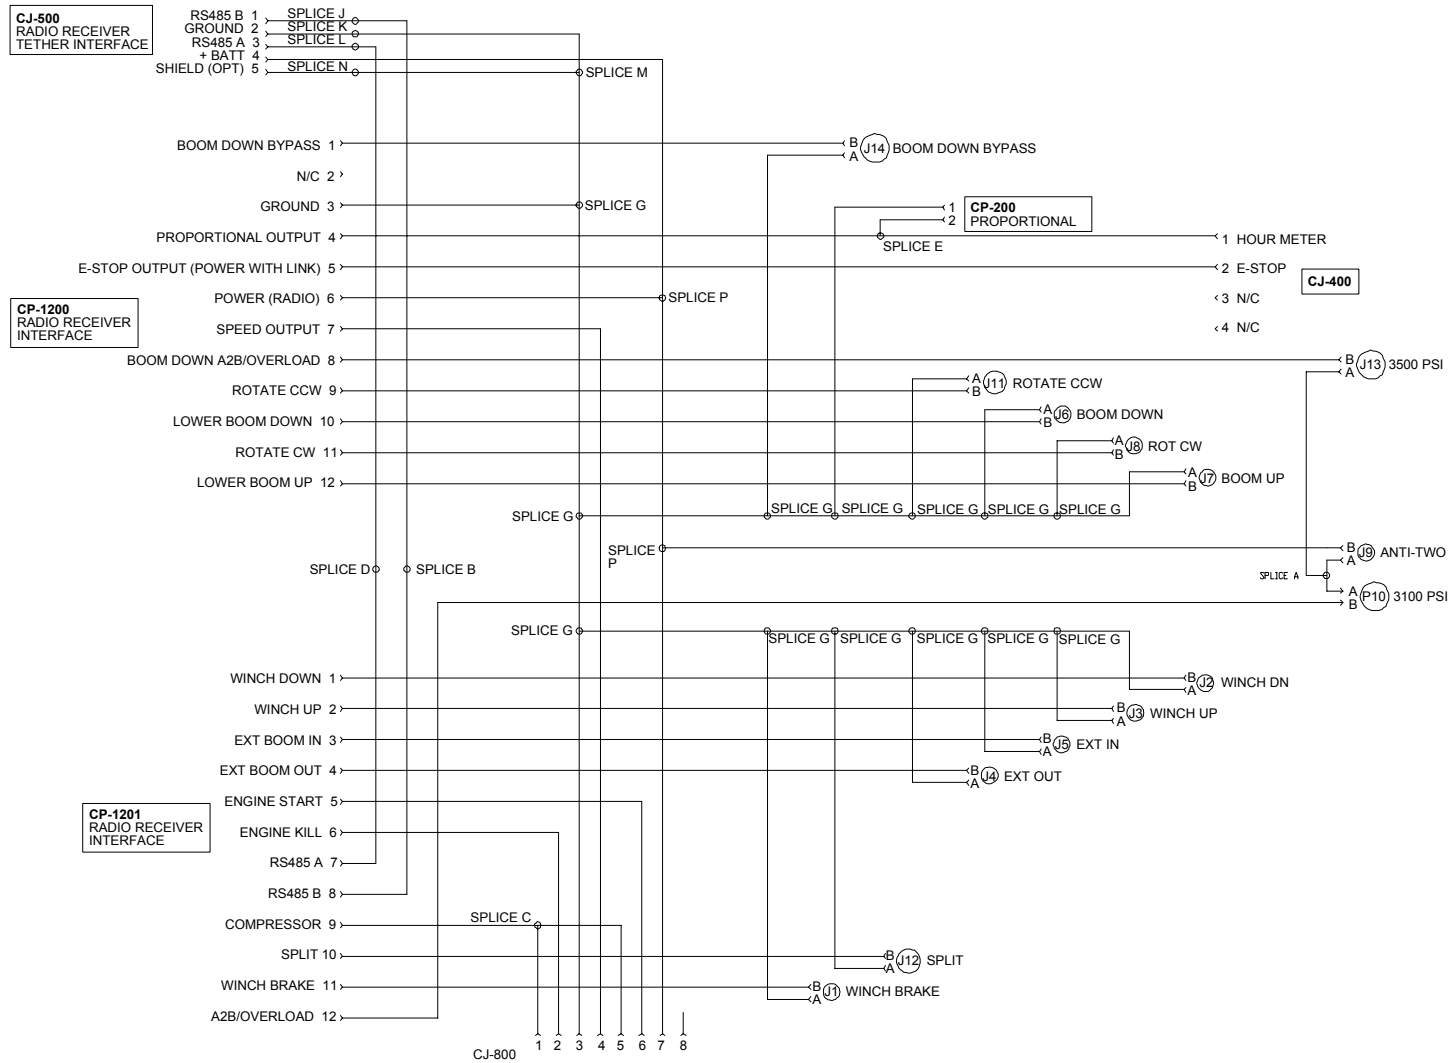 CJ-500
RADIO RECEIVER
TETHER INTERFACE
RS485 B 1 SPLICE J
GROUND 2 SPLICE K
RS485 A 3 SPLICE L
+ BATT 4
SHIELD (OPT) 5 SPLICE N
SPLICE M
BOOM DOWN BYPASS 1
B
A J14 BOOM DOWN BYPASS
N/C 2
GROUND 3
SPLICE G
1
2
CP-200
PROPORTIONAL
PROPORTIONAL OUTPUT 4
SPLICE E
1 HOUR METER
E-STOP OUTPUT (POWER WITH LINK) 5
2 E-STOP
CJ-400
POWER (RADIO) 6
SPLICE P
3 N/C
CP-1200
RADIO RECEIVER
INTERFACE
SPEED OUTPUT 7
4 N/C
BOOM DOWN A2B/OVERLOAD 8
B
A J13 3500 PSI
ROTATE CCW 9
A
B J11 ROTATE CCW
LOWER BOOM DOWN 10
A
B J6 BOOM DOWN
ROTATE CW 11
A
B J8 ROT CW
LOWER BOOM UP 12
A
B J7 BOOM UP
SPLICE G SPLICE G SPLICE G SPLICE G SPLICE G SPLICE G
SPLICE
P
B
A J9 ANTI-TWO
SPLICE D SPLICE B
SPLICE A
A
B P10 3100 PSI
SPLICE G SPLICE G SPLICE G SPLICE G SPLICE G SPLICE G
WINCH DOWN 1
B
A J2 WINCH DN
WINCH UP 2
B
A J3 WINCH UP
EXT BOOM IN 3
B
A J5 EXT IN
EXT BOOM OUT 4
B
A J4 EXT OUT
ENGINE START 5
CP-1201
RADIO RECEIVER
INTERFACE
ENGINE KILL 6
RS485 A 7
RS485 B 8
COMPRESSOR 9
SPLICE C
SPLIT 10
B
A J12 SPLIT
WINCH BRAKE 11
B
A J1 WINCH BRAKE
A2B/OVERLOAD 12
1 2 3 4 5 6 7 8
CJ-800